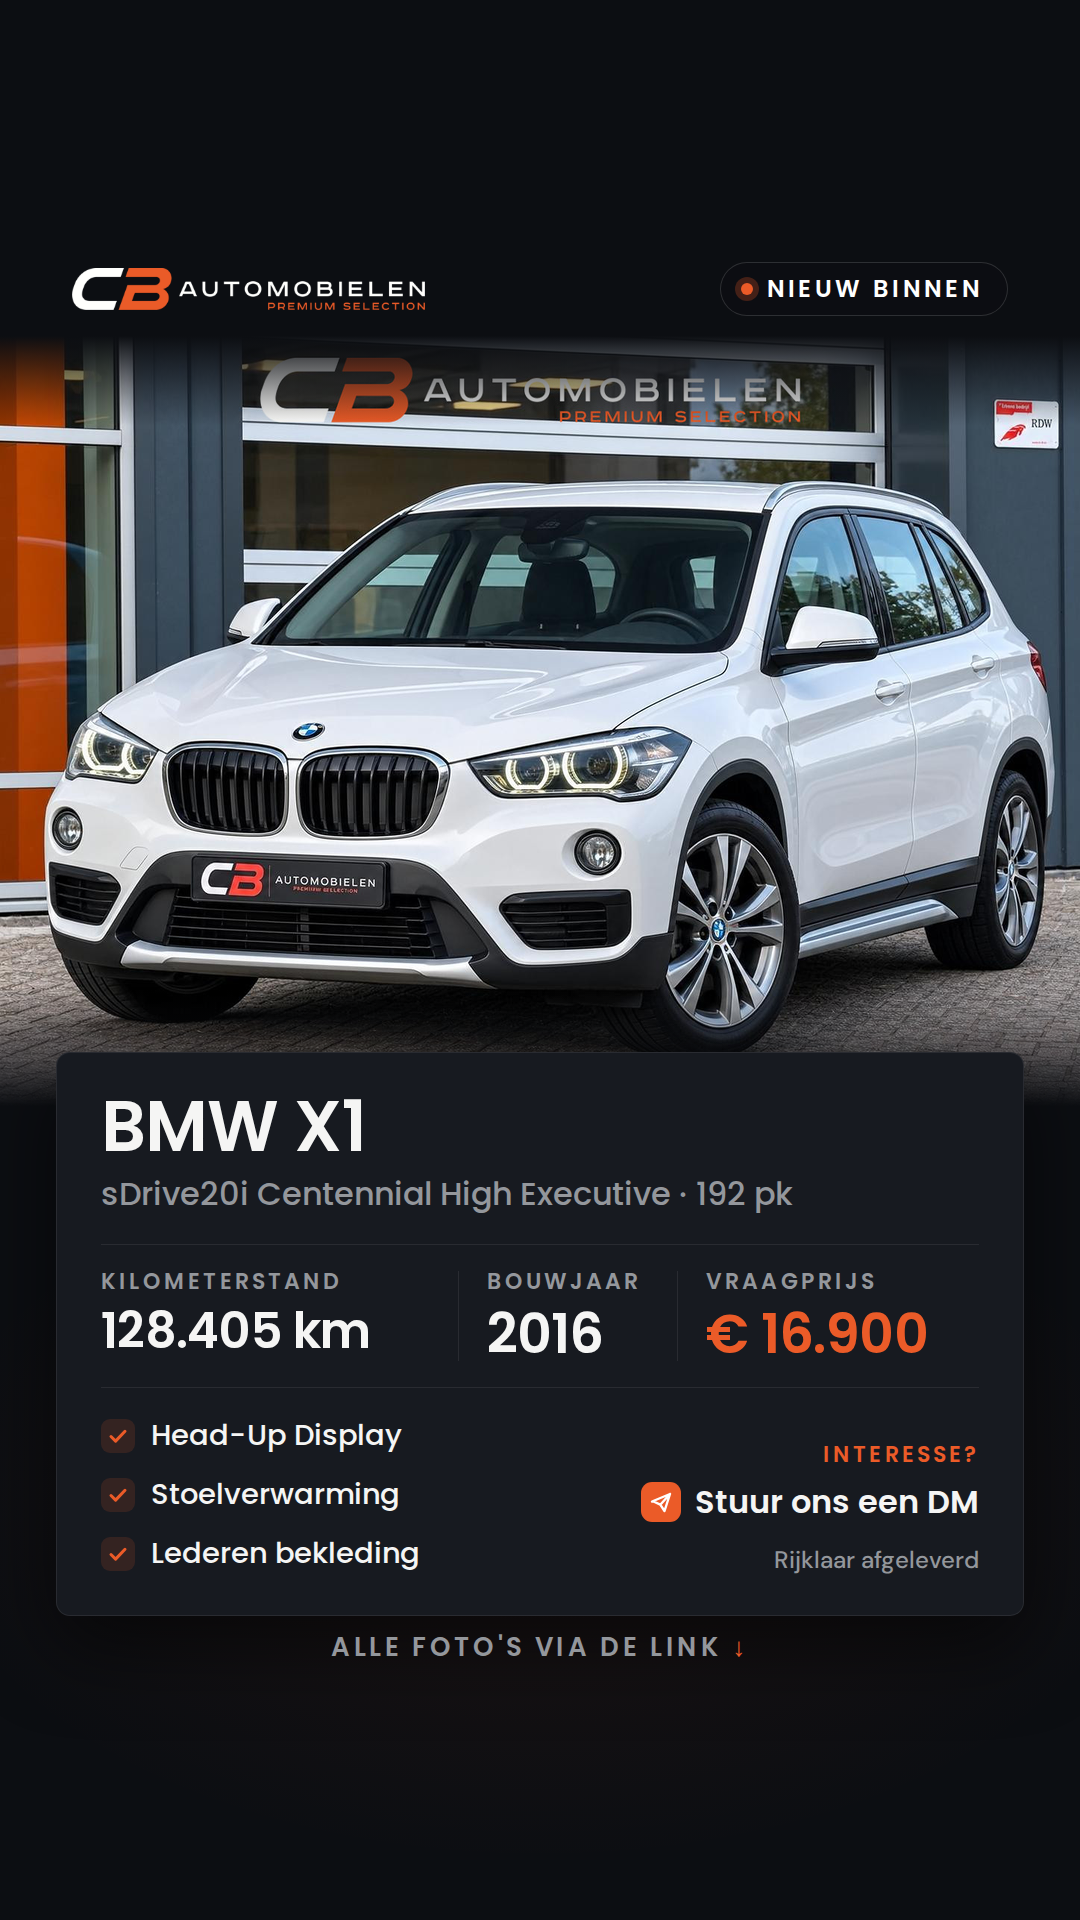 CB AUTOMOBIELEN
PREMIUM SELECTION
NIEUW BINNEN
CB AUTOMOBIELEN
PREMIUM SELECTION
RDW
CB AUTOMOBIELEN
BMW X1
sDrive20i Centennial High Executive · 192 pk
KILOMETERSTAND
BOUWJAAR
VRAAGPRIJS
128.405 km
2016
€ 16.900
Head-Up Display
Stoelverwarming
Lederen bekleding
INTERESSE?
Stuur ons een DM
Rijklaar afgeleverd
ALLE FOTO'S VIA DE LINK ↓